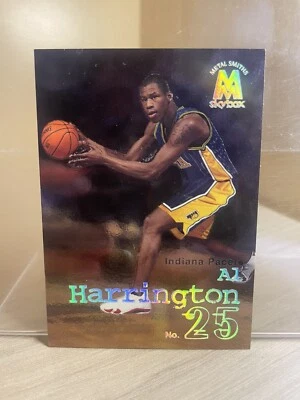 METAL SMITHS
M
SKYBOX
Indiana Pacers
Al
Harrington
No. 25